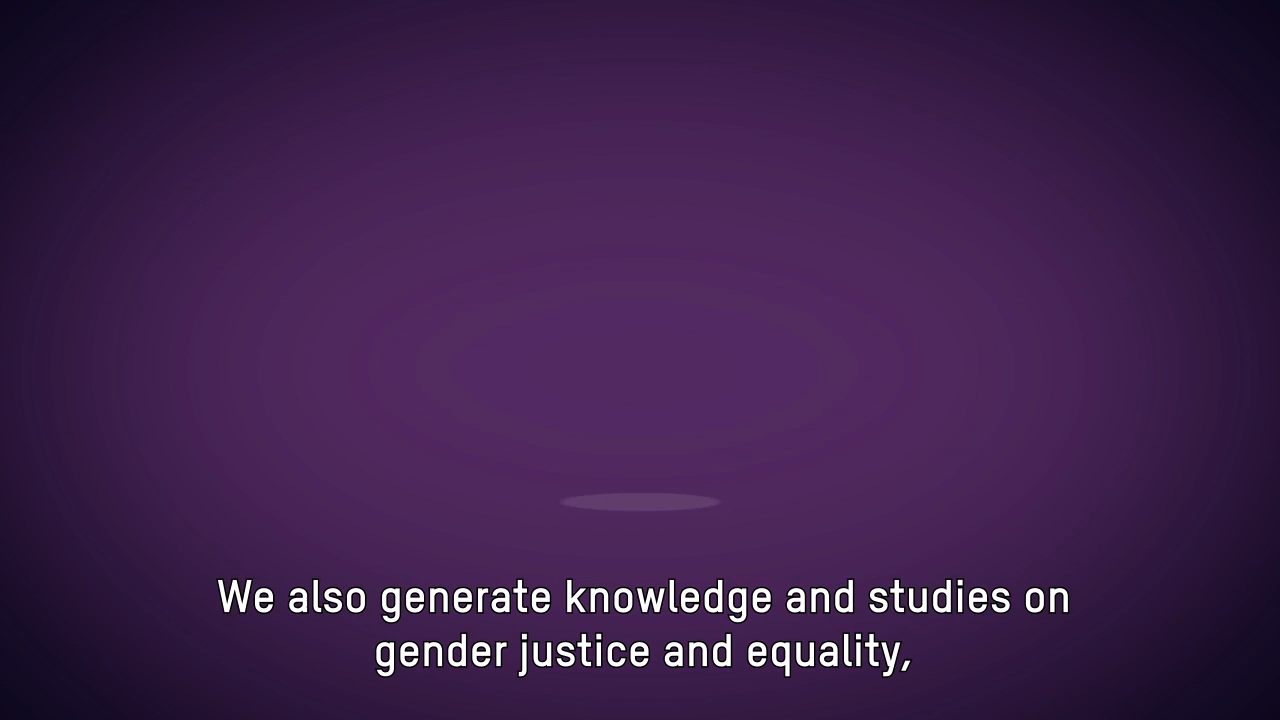 We also generate knowledge and studies on
gender justice and equality,